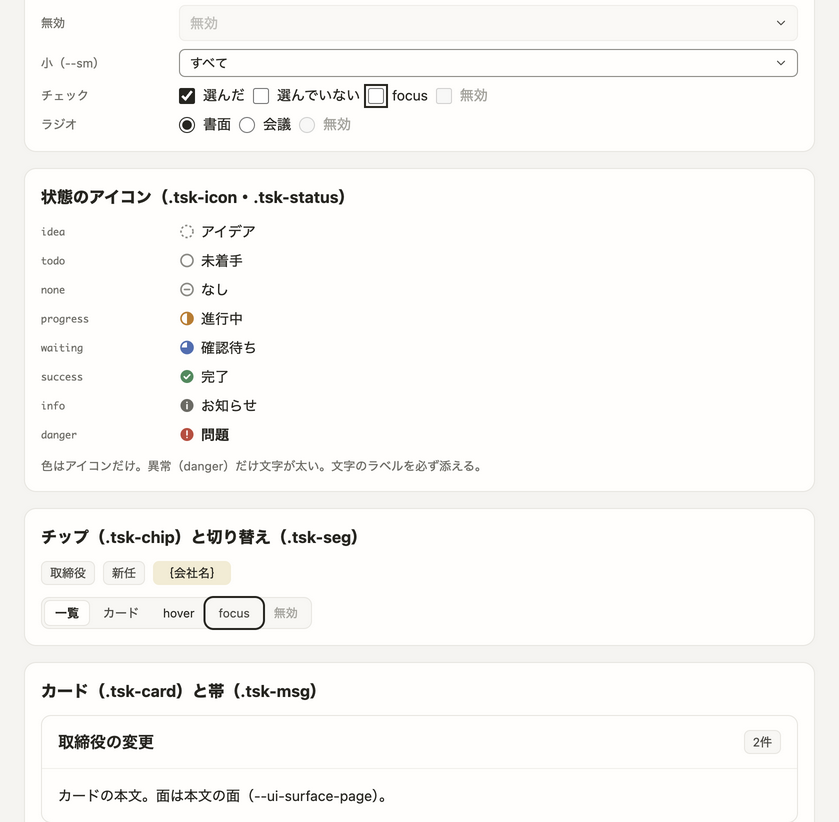 無効 無効
小（--sm） すべて
チェック 選んだ 選んでいない focus 無効
ラジオ 書面 会議 無効
状態のアイコン（.tsk-icon・.tsk-status）
idea アイデア
todo 未着手
none なし
progress 進行中
waiting 確認待ち
success 完了
info お知らせ
danger 問題
色はアイコンだけ。異常（danger）だけ文字が太い。文字のラベルを必ず添える。
チップ（.tsk-chip）と切り替え（.tsk-seg）
取締役 新任 {会社名}
一覧 カード hover focus 無効
カード（.tsk-card）と帯（.tsk-msg）
取締役の変更 2件
カードの本文。面は本文の面（--ui-surface-page）。